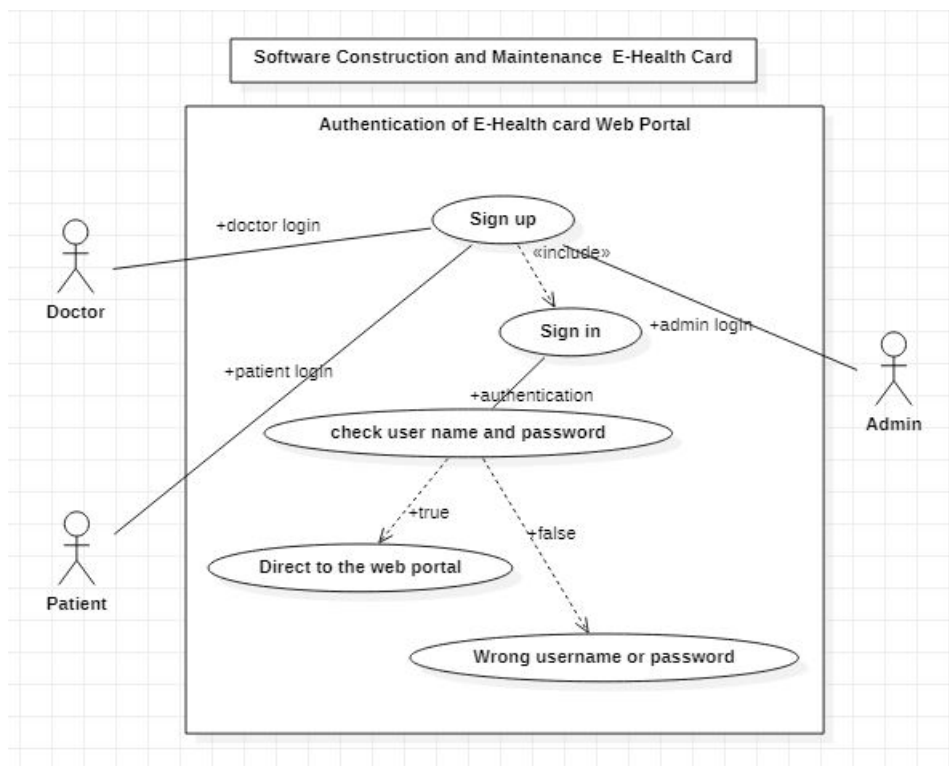 Software Construction and Maintenance E-Health Card
Authentication of E-Health card Web Portal
Sign up
+doctor login
«include»
Doctor
Sign in
+admin login
+patient login
+authentication
Admin
check user name and password
+true
+false
Direct to the web portal
Patient
Wrong username or password